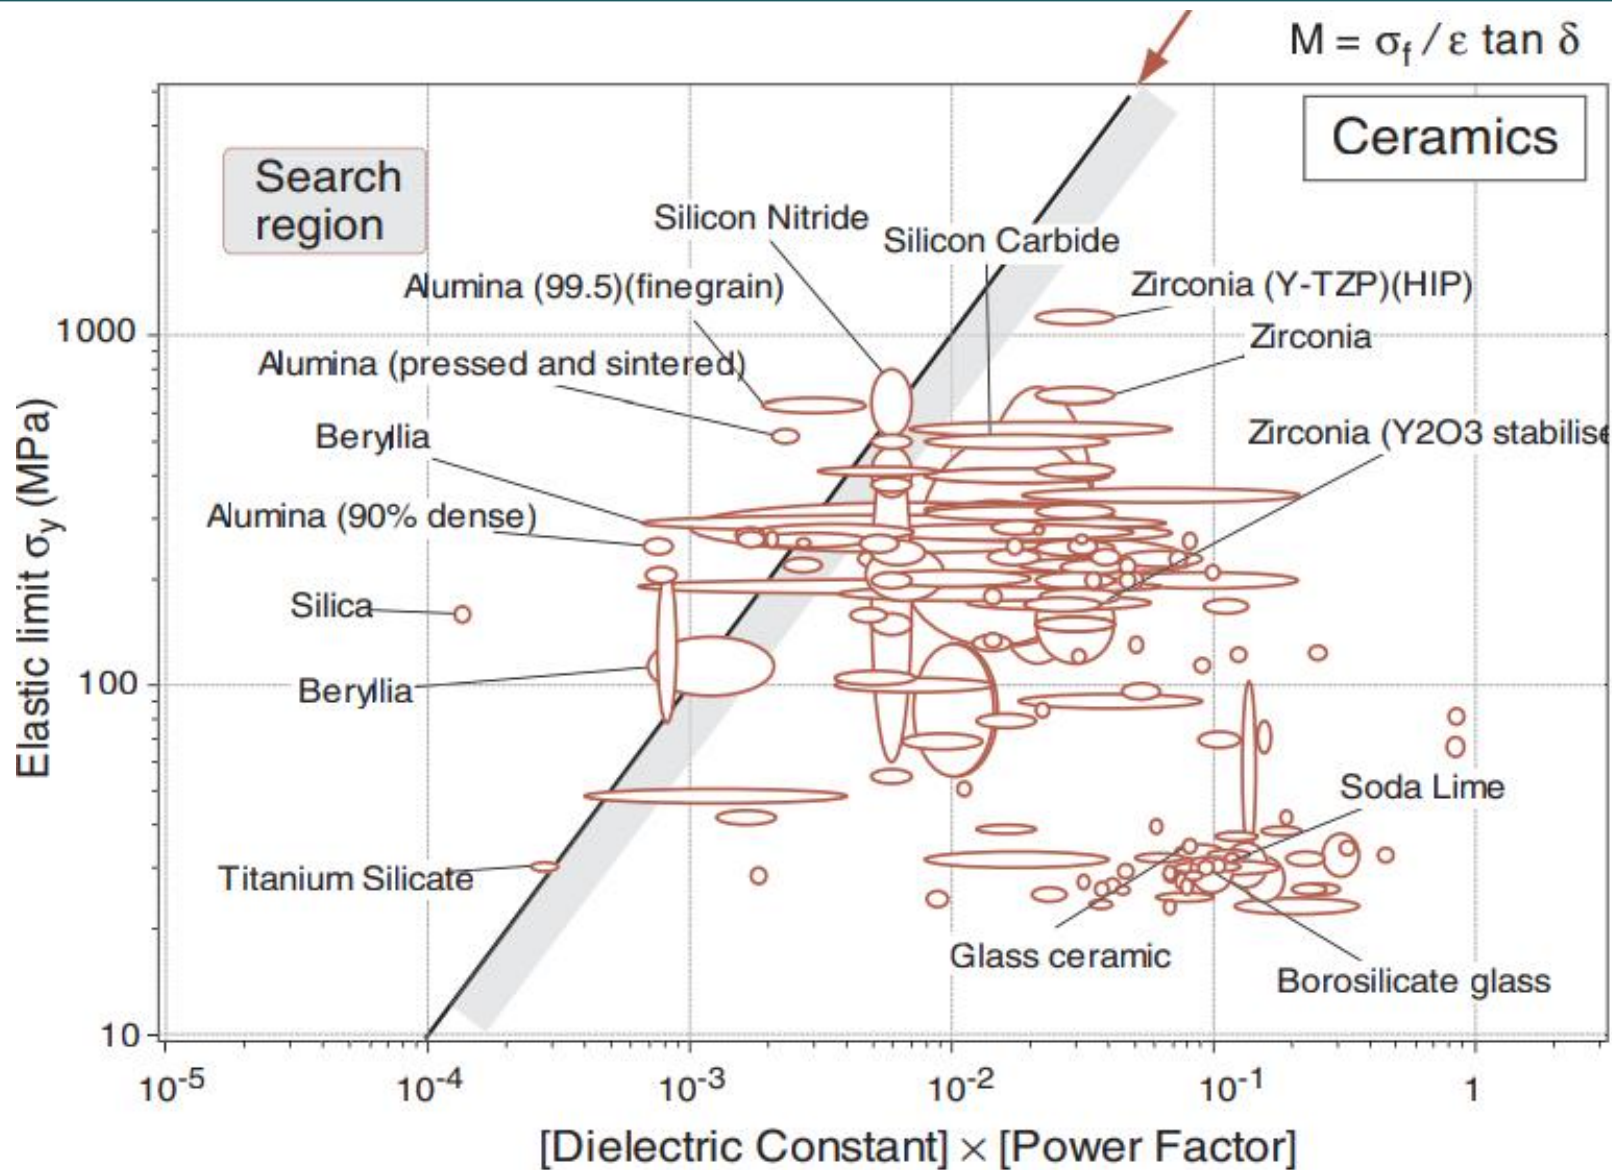 M = σf / ε tan δ
Ceramics
Search
region
Silicon Nitride
Silicon Carbide
Alumina (99.5)(finegrain)
Zirconia (Y-TZP)(HIP)
Zirconia
Alumina (pressed and sintered)
Beryllia
Zirconia (Y2O3 stabilise
Alumina (90% dense)
Silica
Beryllia
Soda Lime
Titanium Silicate
Glass ceramic
Borosilicate glass
Elastic limit σy (MPa)
1000
100
10
10-5
10-4
10-3
10-2
10-1
1
[Dielectric Constant] × [Power Factor]